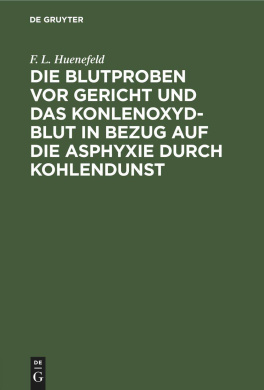 DE GRUYTER
F. L. Huenefeld
DIE BLUTPROBEN
VOR GERICHT UND
DAS KONLENOXYD-
BLUT IN BEZUG AUF
DIE ASPHYXIE DURCH
KOHLENDUNST
DE
G